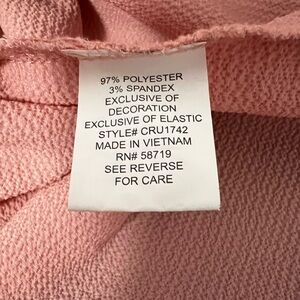 97% POLYESTER
3% SPANDEX
EXCLUSIVE OF
DECORATION
EXCLUSIVE OF ELASTIC
STYLE# CRU1742
MADE IN VIETNAM
RN# 58719
SEE REVERSE
FOR CARE